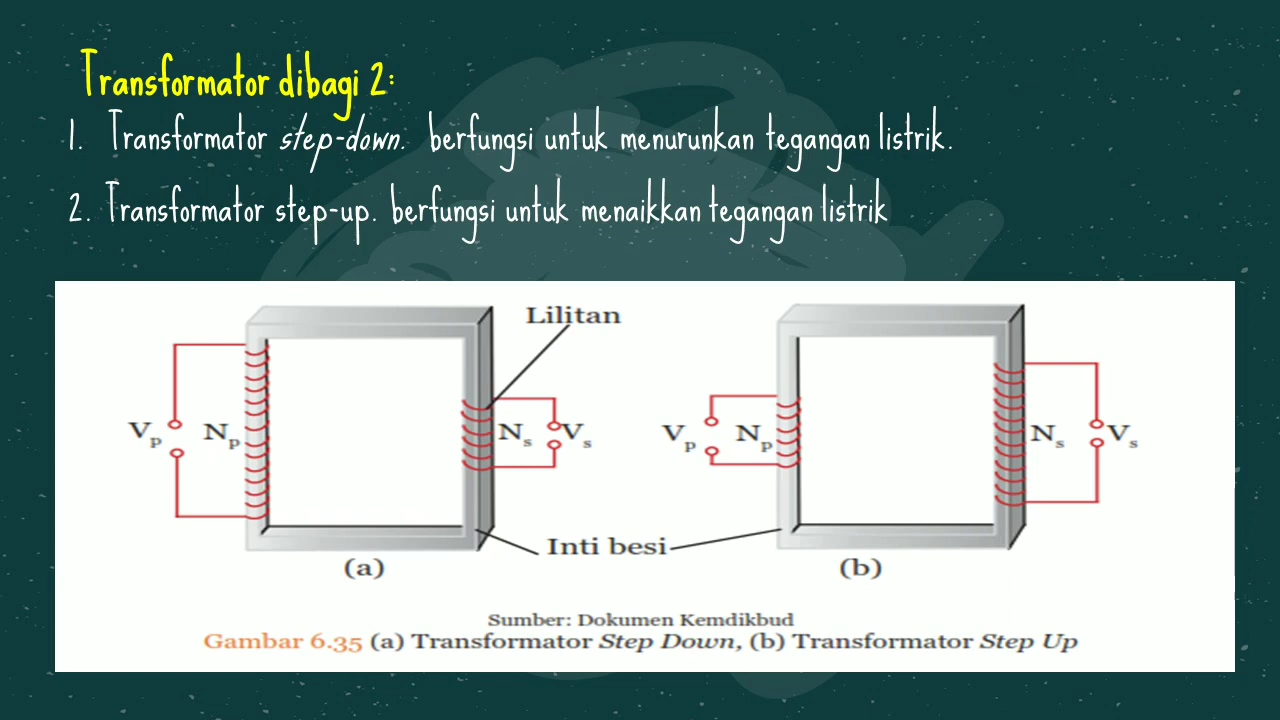 Transformator dibagi 2:
1. Transformator step-down. berfungsi untuk menurunkan tegangan listrik.
2. Transformator step-up. berfungsi untuk menaikkan tegangan listrik
Lilitan
Vp Np Ns Vs
Vp Np Ns Vs
Inti besi
(a) (b)
Sumber: Dokumen Kemdikbud
Gambar 6.35 (a) Transformator Step Down, (b) Transformator Step Up